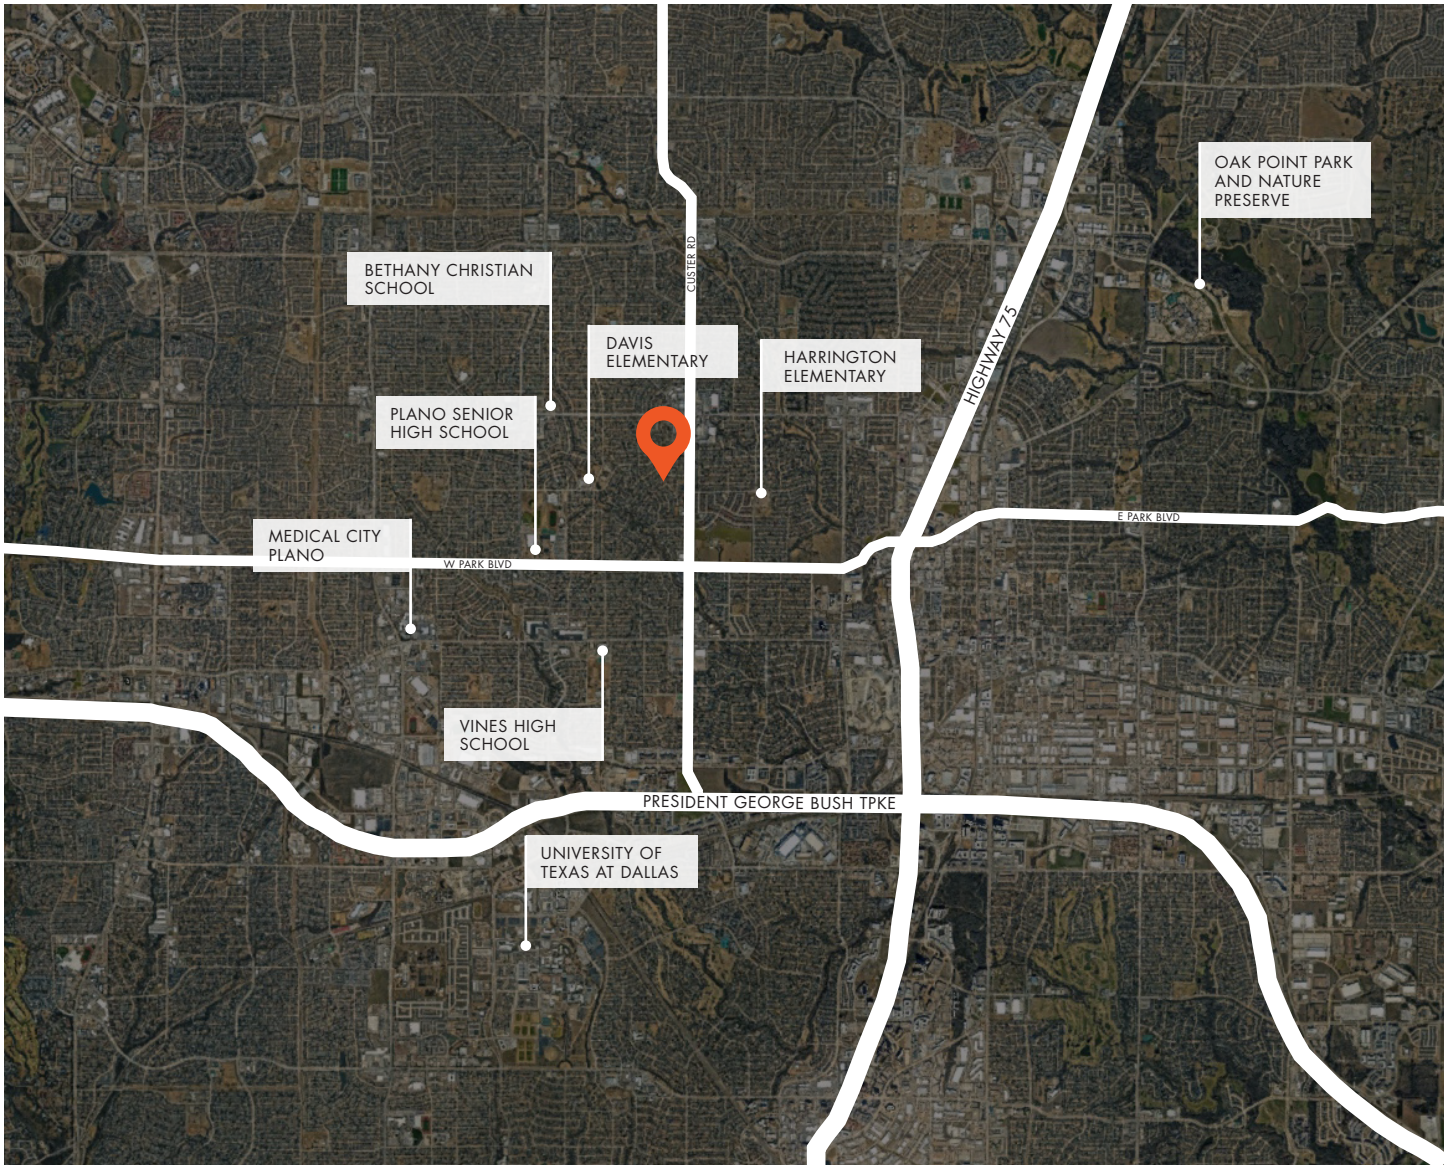 OAK POINT PARK
AND NATURE
PRESERVE
CUSTER RD
BETHANY CHRISTIAN
SCHOOL
HIGHWAY 75
DAVIS
ELEMENTARY
HARRINGTON
ELEMENTARY
PLANO SENIOR
HIGH SCHOOL
E PARK BLVD
MEDICAL CITY
PLANO
W PARK BLVD
VINES HIGH
SCHOOL
PRESIDENT GEORGE BUSH TPKE
UNIVERSITY OF
TEXAS AT DALLAS